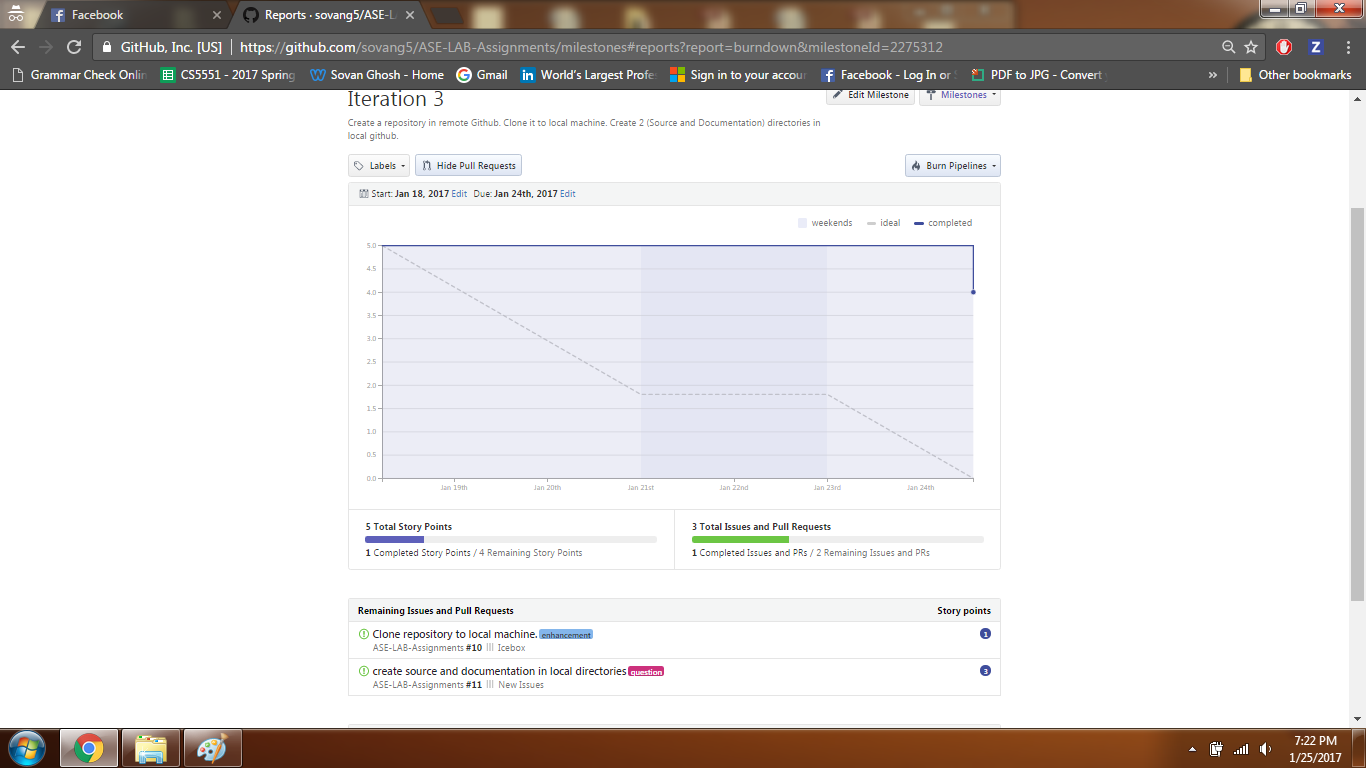 Facebook
Reports · sovang5/ASE-L
GitHub, Inc. [US]
https://github.com/sovang5/ASE-LAB-Assignments/milestones#reports?report=burndown&milestoneId=2275312
Grammar Check Onlin
CS5551 - 2017 Spring
Sovan Ghosh - Home
Gmail
World's Largest Profe
Sign in to your accou
Facebook - Log In or
PDF to JPG - Convert
»
Other bookmarks
Iteration 3
Edit Milestone
Milestones
Create a repository in remote Github. Clone it to local machine. Create 2 (Source and Documentation) directories in
local github.
Labels
Hide Pull Requests
Burn Pipelines
Start: Jan 18, 2017 Edit Due: Jan 24th, 2017 Edit
weekends ideal completed
5.0
4.5
4.0
3.5
3.0
2.5
2.0
1.5
1.0
0.5
0.0
Jan 19th Jan 20th Jan 21st Jan 22nd Jan 23rd Jan 24th
5 Total Story Points
1 Completed Story Points / 4 Remaining Story Points
3 Total Issues and Pull Requests
1 Completed Issues and PRs / 2 Remaining Issues and PRs
Remaining Issues and Pull Requests Story points
Clone repository to local machine. enhancement 1
ASE-LAB-Assignments #10 Icebox
create source and documentation in local directories question 3
ASE-LAB-Assignments #11 New Issues
7:22 PM
1/25/2017